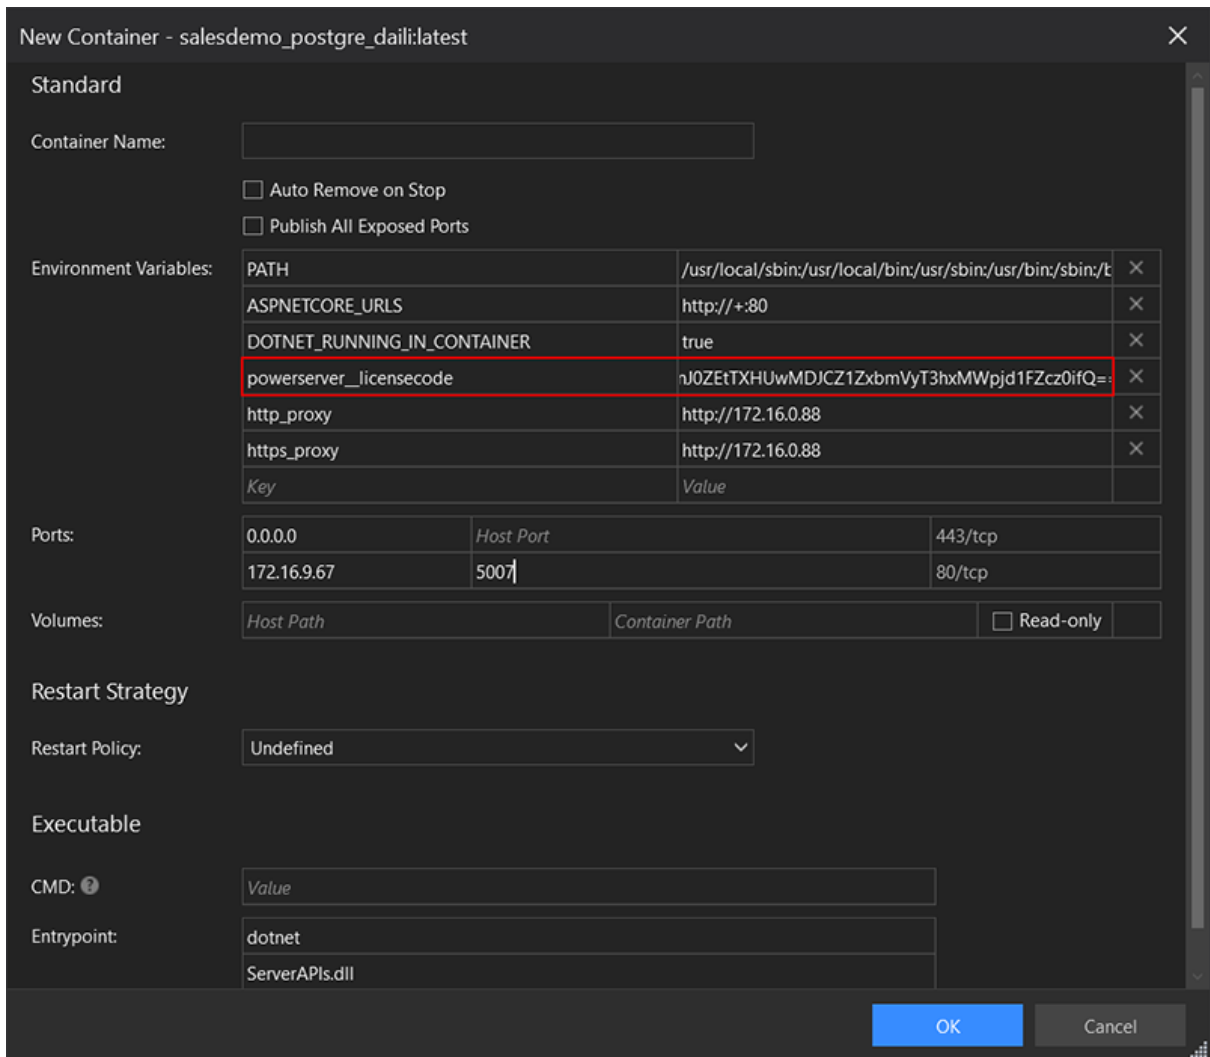 New Container - salesdemo_postgre_daili:latest
Standard
Container Name:
Auto Remove on Stop
Publish All Exposed Ports
Environment Variables: PATH /usr/local/sbin:/usr/local/bin:/usr/sbin:/usr/bin:/sbin:/b
ASPNETCORE_URLS http://+:80
DOTNET_RUNNING_IN_CONTAINER true
powerserver__licensecode nJ0ZEtTXHUwMDJCZ1ZxbmVyT3hxMWpjd1FZcz0ifQ==
http_proxy http://172.16.0.88
https_proxy http://172.16.0.88
Key Value
Ports: 0.0.0.0 Host Port 443/tcp
172.16.9.67 5007 80/tcp
Volumes: Host Path Container Path Read-only
Restart Strategy
Restart Policy: Undefined
Executable
CMD: ? Value
Entrypoint: dotnet
ServerAPIs.dll
OK Cancel